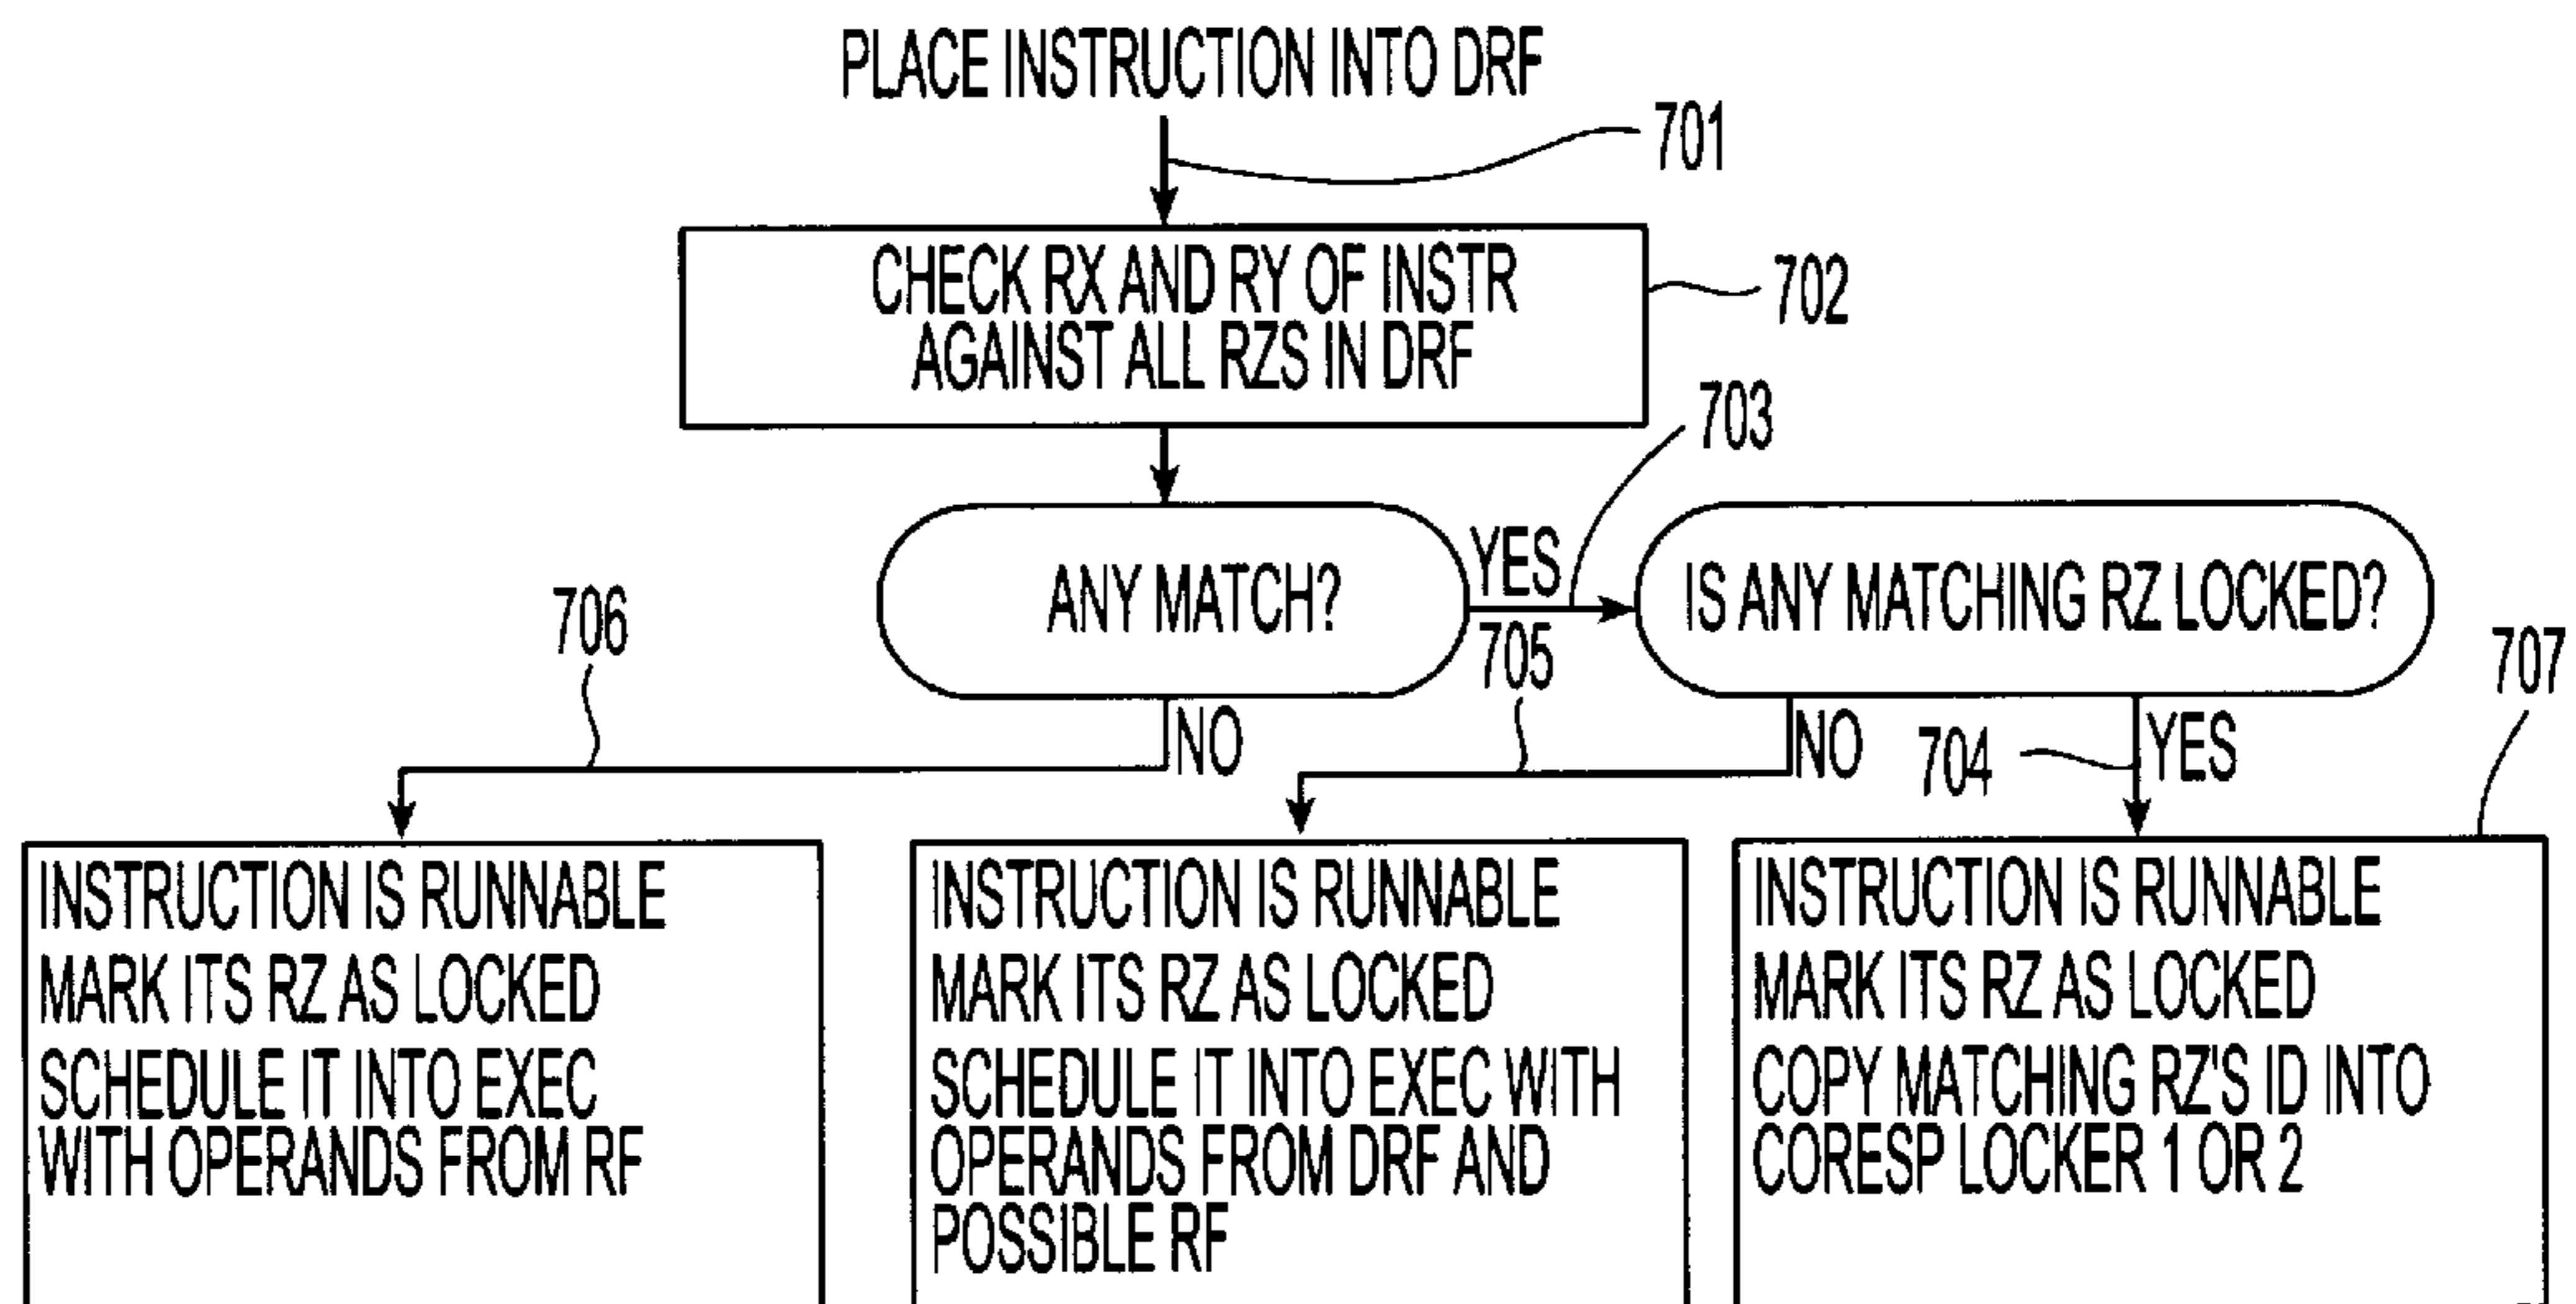 PLACE INSTRUCTION INTO DRF
701
CHECK RX AND RY OF INSTR
AGAINST ALL RZS IN DRF
702
703
ANY MATCH?
YES
IS ANY MATCHING RZ LOCKED?
706
705
707
NO
NO
704
YES
INSTRUCTION IS RUNNABLE
MARK ITS RZ AS LOCKED
SCHEDULE IT INTO EXEC
WITH OPERANDS FROM RF
INSTRUCTION IS RUNNABLE
MARK ITS RZ AS LOCKED
SCHEDULE IT INTO EXEC WITH
OPERANDS FROM DRF AND
POSSIBLE RF
INSTRUCTION IS RUNNABLE
MARK ITS RZ AS LOCKED
COPY MATCHING RZ'S ID INTO
CORESP LOCKER 1 OR 2